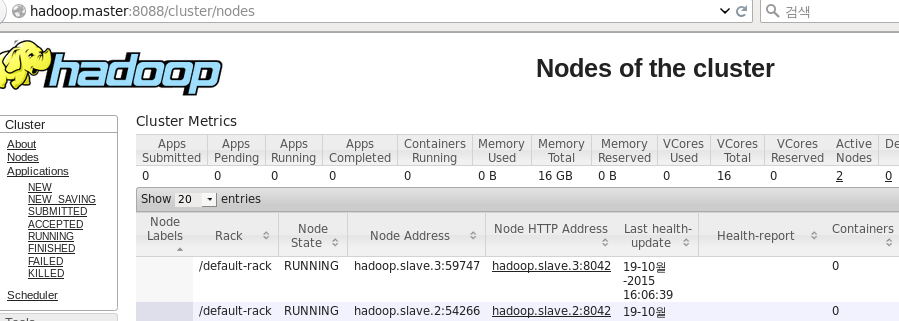 hadoop.master:8088/cluster/nodes
검색
hadoop
Nodes of the cluster
Cluster
About
Nodes
Applications
NEW
NEW_SAVING
SUBMITTED
ACCEPTED
RUNNING
FINISHED
FAILED
KILLED
Scheduler
Tools
Cluster Metrics
Apps Submitted Apps Pending Apps Running Apps Completed Containers Running Memory Used Memory Total Memory Reserved VCores Used VCores Total VCores Reserved Active Nodes De
0 0 0 0 0 0 B 16 GB 0 B 0 16 0 2 0
Show 20 entries
Node Labels Rack Node State Node Address Node HTTP Address Last health-update Health-report Containers
/default-rack RUNNING hadoop.slave.3:59747 hadoop.slave.3:8042 19-10월 0
-2015
16:06:39
/default-rack RUNNING hadoop.slave.2:54266 hadoop.slave.2:8042 19-10월 0